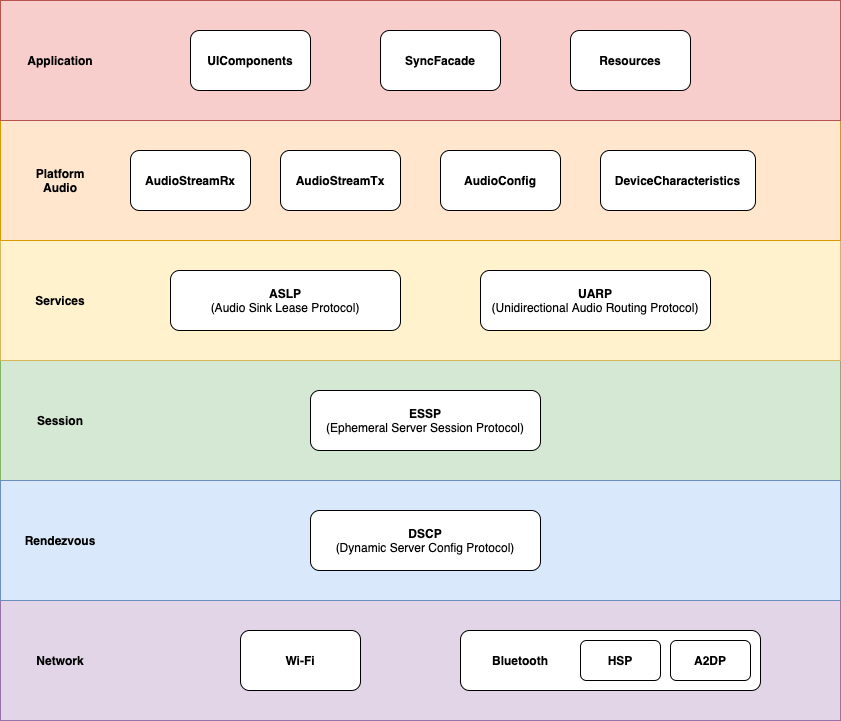 Application
UIComponents
SyncFacade
Resources
Platform
Audio
AudioStreamRx
AudioStreamTx
AudioConfig
DeviceCharacteristics
Services
ASLP
(Audio Sink Lease Protocol)
UARP
(Unidirectional Audio Routing Protocol)
Session
ESSP
(Ephemeral Server Session Protocol)
Rendezvous
DSCP
(Dynamic Server Config Protocol)
Network
Wi-Fi
Bluetooth
HSP
A2DP